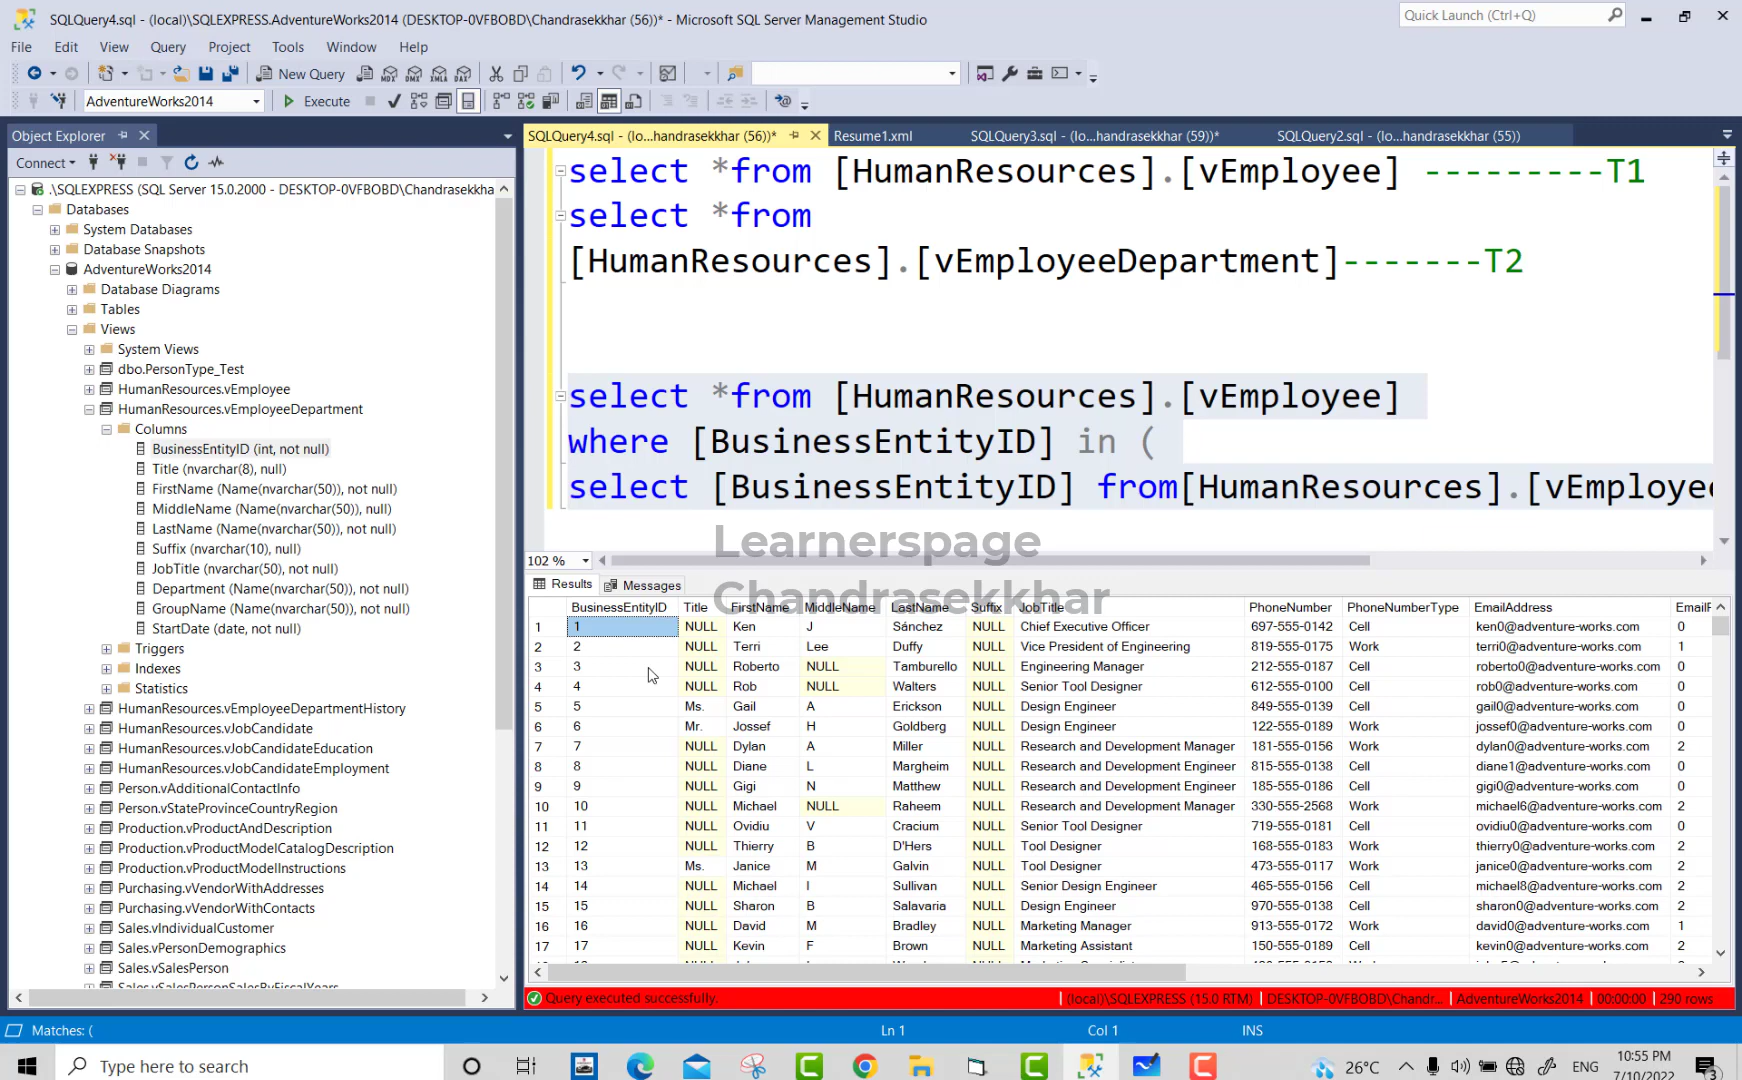 SQLQuery4.sql - (local)\SQLEXPRESS.AdventureWorks2014 (DESKTOP-0VFBOBD\Chandrasekkhar (56))* - Microsoft SQL Server Management Studio
Quick Launch (Ctrl+Q)
File Edit View Query Project Tools Window Help
New Query MDX DMX XMLA DAX
AdventureWorks2014 Execute
Object Explorer
SQLQuery4.sql - (lo...handrasekkhar (56))* Resume1.xml SQLQuery3.sql - (lo...handrasekkhar (59))* SQLQuery2.sql - (lo...handrasekkhar (55))
Connect
.\SQLEXPRESS (SQL Server 15.0.2000 - DESKTOP-0VFBOBD\Chandrasekkha
Databases
System Databases
Database Snapshots
AdventureWorks2014
Database Diagrams
Tables
Views
System Views
dbo.PersonType_Test
HumanResources.vEmployee
HumanResources.vEmployeeDepartment
Columns
BusinessEntityID (int, not null)
Title (nvarchar(8), null)
FirstName (Name(nvarchar(50)), not null)
MiddleName (Name(nvarchar(50)), null)
LastName (Name(nvarchar(50)), not null)
Suffix (nvarchar(10), null)
JobTitle (nvarchar(50), not null)
Department (Name(nvarchar(50)), not null)
GroupName (Name(nvarchar(50)), not null)
StartDate (date, not null)
Triggers
Indexes
Statistics
HumanResources.vEmployeeDepartmentHistory
HumanResources.vJobCandidate
HumanResources.vJobCandidateEducation
HumanResources.vJobCandidateEmployment
Person.vAdditionalContactInfo
Person.vStateProvinceCountryRegion
Production.vProductAndDescription
Production.vProductModelCatalogDescription
Production.vProductModelInstructions
Purchasing.vVendorWithAddresses
Purchasing.vVendorWithContacts
Sales.vIndividualCustomer
Sales.vPersonDemographics
Sales.vSalesPerson
Sales.vSalesPersonSalesByFiscalYears
select *from [HumanResources].[vEmployee] ---------T1
select *from
[HumanResources].[vEmployeeDepartment]-------T2
select *from [HumanResources].[vEmployee]
where [BusinessEntityID] in (
select [BusinessEntityID] from[HumanResources].[vEmployee
Learnerspage
Chandrasekkhar
102 %
Results Messages
BusinessEntityID Title FirstName MiddleName LastName Suffix JobTitle PhoneNumber PhoneNumberType EmailAddress EmailF
1 1 NULL Ken J Sánchez NULL Chief Executive Officer 697-555-0142 Cell ken0@adventure-works.com 0
2 2 NULL Terri Lee Duffy NULL Vice President of Engineering 819-555-0175 Work terri0@adventure-works.com 1
3 3 NULL Roberto NULL Tamburello NULL Engineering Manager 212-555-0187 Cell roberto0@adventure-works.com 0
4 4 NULL Rob NULL Walters NULL Senior Tool Designer 612-555-0100 Cell rob0@adventure-works.com 0
5 5 Ms. Gail A Erickson NULL Design Engineer 849-555-0139 Cell gail0@adventure-works.com 0
6 6 Mr. Jossef H Goldberg NULL Design Engineer 122-555-0189 Work jossef0@adventure-works.com 0
7 7 NULL Dylan A Miller NULL Research and Development Manager 181-555-0156 Work dylan0@adventure-works.com 2
8 8 NULL Diane L Margheim NULL Research and Development Engineer 815-555-0138 Cell diane1@adventure-works.com 0
9 9 NULL Gigi N Matthew NULL Research and Development Engineer 185-555-0186 Cell gigi0@adventure-works.com 0
10 10 NULL Michael NULL Raheem NULL Research and Development Manager 330-555-2568 Work michael6@adventure-works.com 2
11 11 NULL Ovidiu V Cracium NULL Senior Tool Designer 719-555-0181 Cell ovidiu0@adventure-works.com 0
12 12 NULL Thierry B D'Hers NULL Tool Designer 168-555-0183 Work thierry0@adventure-works.com 2
13 13 Ms. Janice M Galvin NULL Tool Designer 473-555-0117 Work janice0@adventure-works.com 2
14 14 NULL Michael I Sullivan NULL Senior Design Engineer 465-555-0156 Cell michael8@adventure-works.com 2
15 15 NULL Sharon B Salavaria NULL Design Engineer 970-555-0138 Cell sharon0@adventure-works.com 2
16 16 NULL David M Bradley NULL Marketing Manager 913-555-0172 Work david0@adventure-works.com 1
17 17 NULL Kevin F Brown NULL Marketing Assistant 150-555-0189 Cell kevin0@adventure-works.com 2
Query executed successfully. (local)\SQLEXPRESS (15.0 RTM) DESKTOP-0VFBOBD\Chandr... AdventureWorks2014 00:00:00 290 rows
Matches: ( Ln 1 Col 1 INS
Type here to search
26°C ENG 10:55 PM
7/10/2022 3